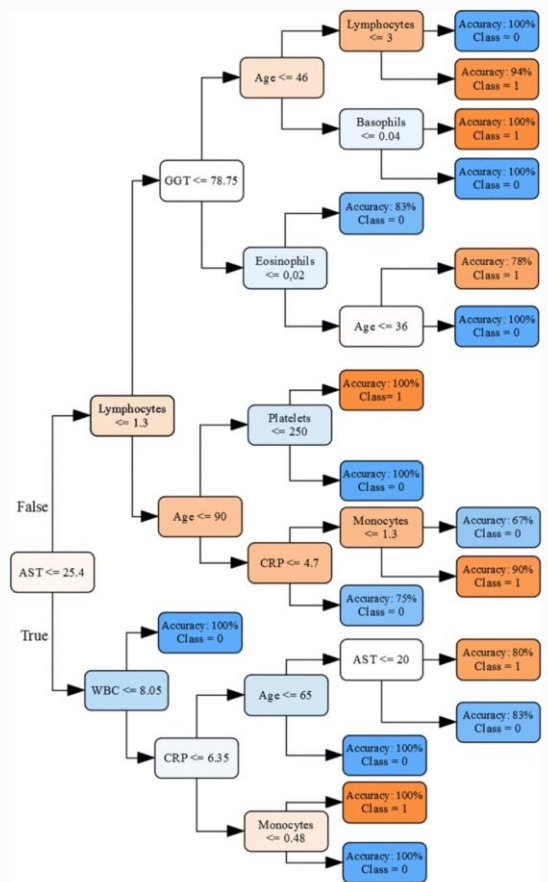 Lymphocytes
<= 3
Accuracy: 100%
Class = 0
Age <= 46
Accuracy: 94%
Class = 1
Basophils
<= 0.04
Accuracy: 100%
Class = 1
GGT <= 78.75
Accuracy: 100%
Class = 0
Accuracy: 83%
Class = 0
Eosinophils
<= 0,02
Accuracy: 78%
Class = 1
Age <= 36
Accuracy: 100%
Class = 0
Lymphocytes
<= 1.3
Accuracy: 100%
Class= 1
Platelets
<= 250
Accuracy: 100%
Class = 0
False
Age <= 90
Monocytes
<= 1.3
Accuracy: 67%
Class = 0
CRP <= 4.7
Accuracy: 90%
Class = 1
AST <= 25.4
Accuracy: 75%
Class = 0
True
Accuracy: 100%
Class = 0
AST <= 20
Accuracy: 80%
Class = 1
WBC <= 8.05
Age <= 65
Accuracy: 83%
Class = 0
CRP <= 6.35
Accuracy: 100%
Class = 0
Accuracy: 100%
Class = 1
Monocytes
<= 0.48
Accuracy: 100%
Class = 0